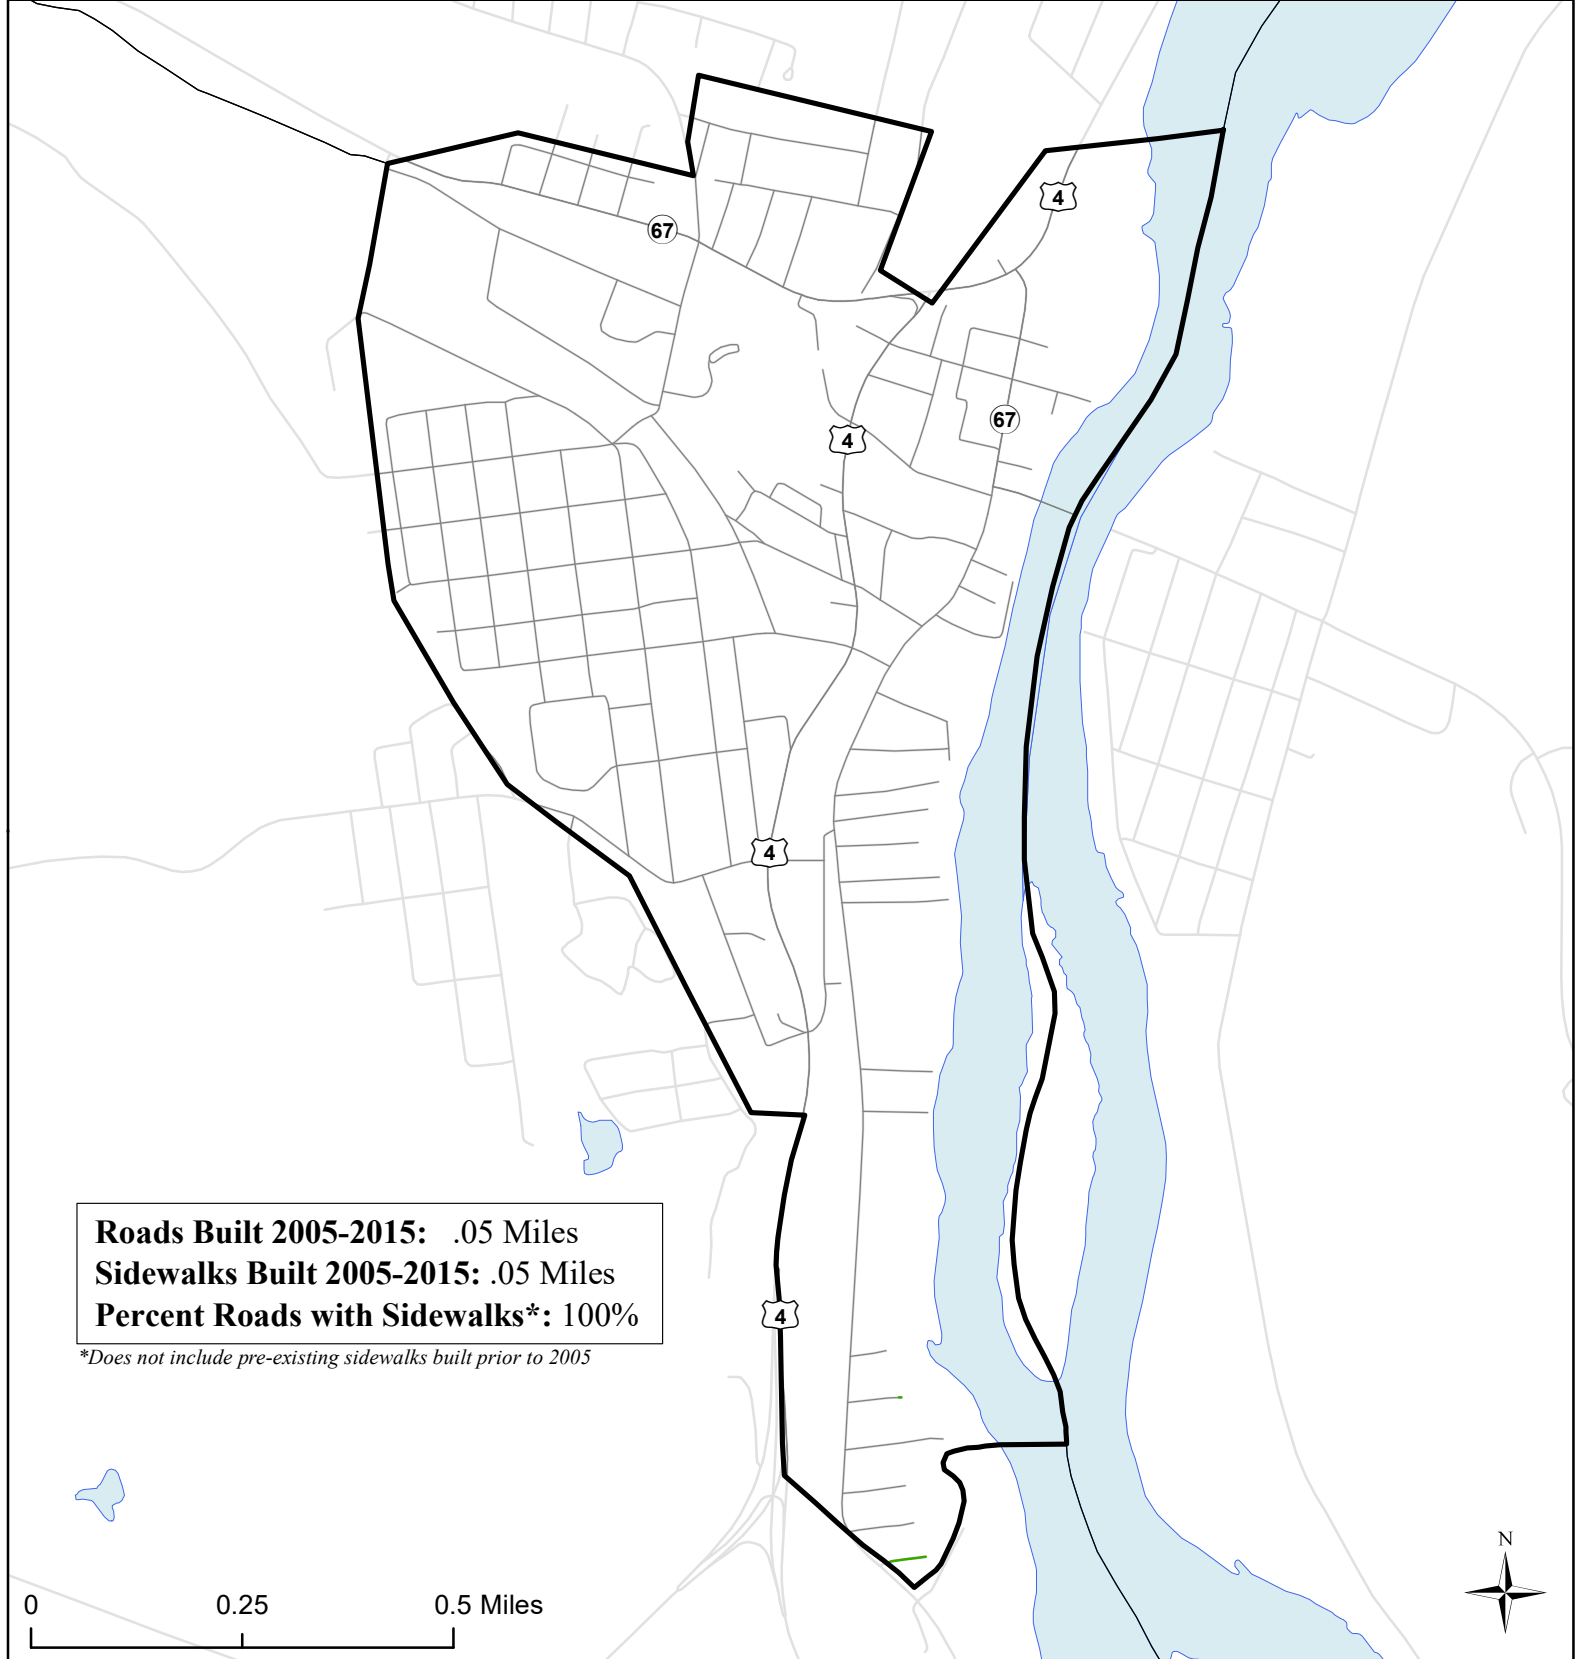 4
67
67
4
4
Roads Built 2005-2015: .05 Miles
Sidewalks Built 2005-2015: .05 Miles
Percent Roads with Sidewalks*: 100%
4
*Does not include pre-existing sidewalks built prior to 2005
N
0 0.25 0.5 Miles